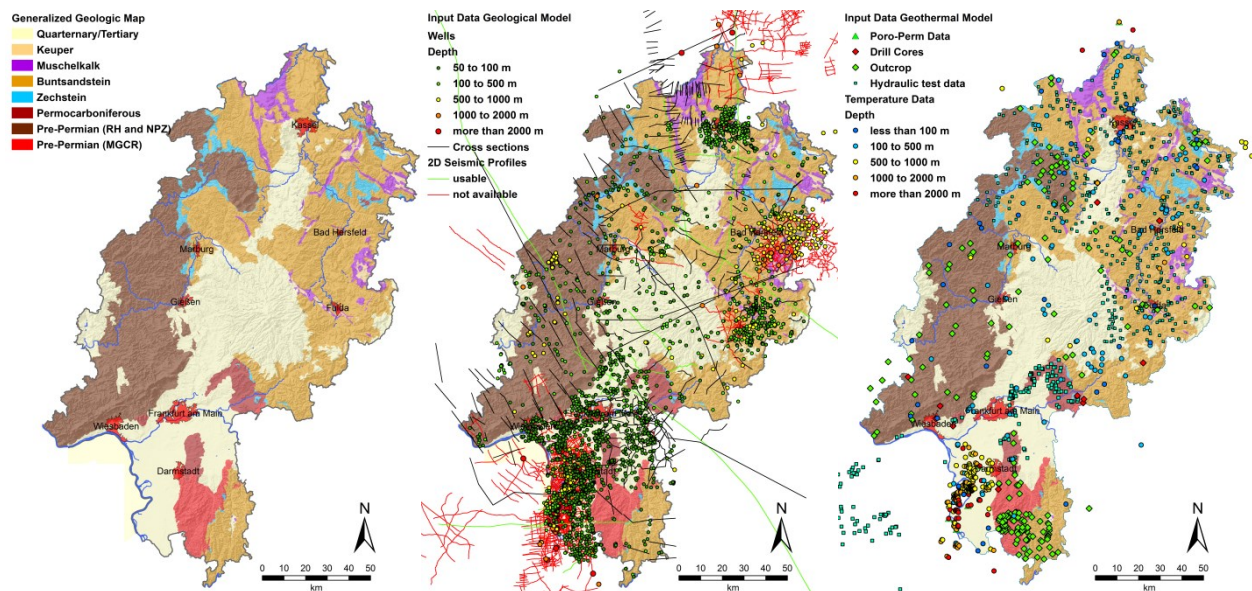 Generalized Geologic Map
Quarternary/Tertiary
Keuper
Muschelkalk
Buntsandstein
Zechstein
Permocarboniferous
Pre-Permian (RH and NPZ)
Pre-Permian (MGCR)
Kassel
Bad Hersfeld
Marburg
Gießen
Fulda
Frankfurt am Main
Wiesbaden
Darmstadt
N
0 10 20 30 40 50
km
Input Data Geological Model
Wells
Depth
50 to 100 m
100 to 500 m
500 to 1000 m
1000 to 2000 m
more than 2000 m
Cross sections
2D Seismic Profiles
usable
not available
Bad Hersfeld
Marburg
Gießen
N
0 10 20 30 40 50
km
Input Data Geothermal Model
Poro-Perm Data
Drill Cores
Outcrop
Hydraulic test data
Temperature Data
Depth
less than 100 m
100 to 500 m
500 to 1000 m
1000 to 2000 m
more than 2000 m
Kassel
Bad Hersfeld
Marburg
Gießen
Frankfurt am Main
Wiesbaden
Darmstadt
N
0 10 20 30 40 50
km